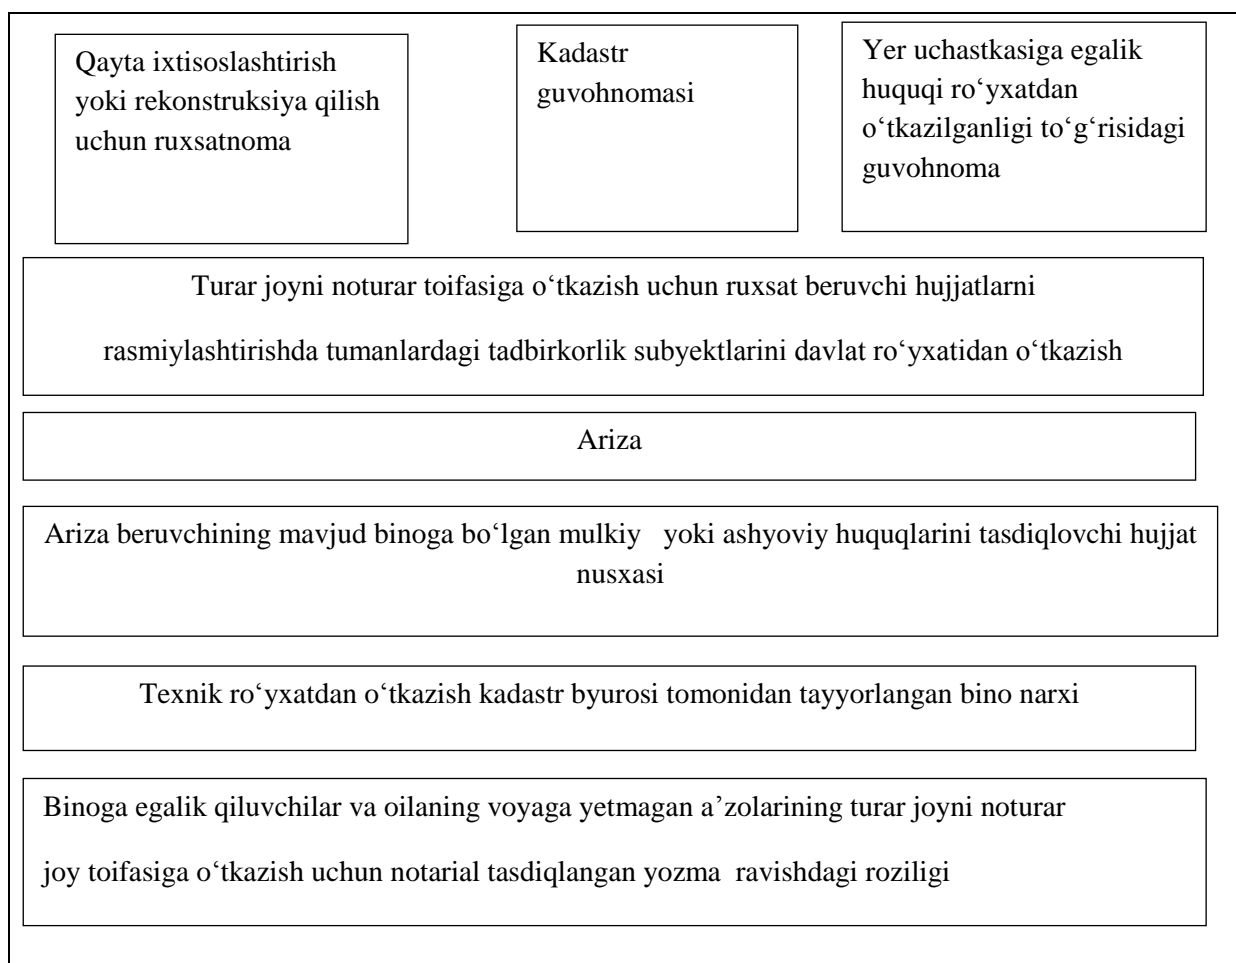 Qayta ixtisoslashtirish
yoki rekonstruksiya qilish
uchun ruxsatnoma
Kadastr
guvohnomasi
Yer uchastkasiga egalik
huquqi ro‘yxatdan
o‘tkazilganligi to‘g‘risidagi
guvohnoma
Turar joyni noturar toifasiga o‘tkazish uchun ruxsat beruvchi hujjatlarni
rasmiylashtirishda tumanlardagi tadbirkorlik subyektlarini davlat ro‘yxatidan o‘tkazish
Ariza
Ariza beruvchining mavjud binoga bo‘lgan mulkiy yoki ashyoviy huquqlarini tasdiqlovchi hujjat
nusxasi
Texnik ro‘yxatdan o‘tkazish kadastr byurosi tomonidan tayyorlangan bino narxi
Binoga egalik qiluvchilar va oilaning voyaga yetmagan a’zolarining turar joyni noturar
joy toifasiga o‘tkazish uchun notarial tasdiqlangan yozma ravishdagi roziligi